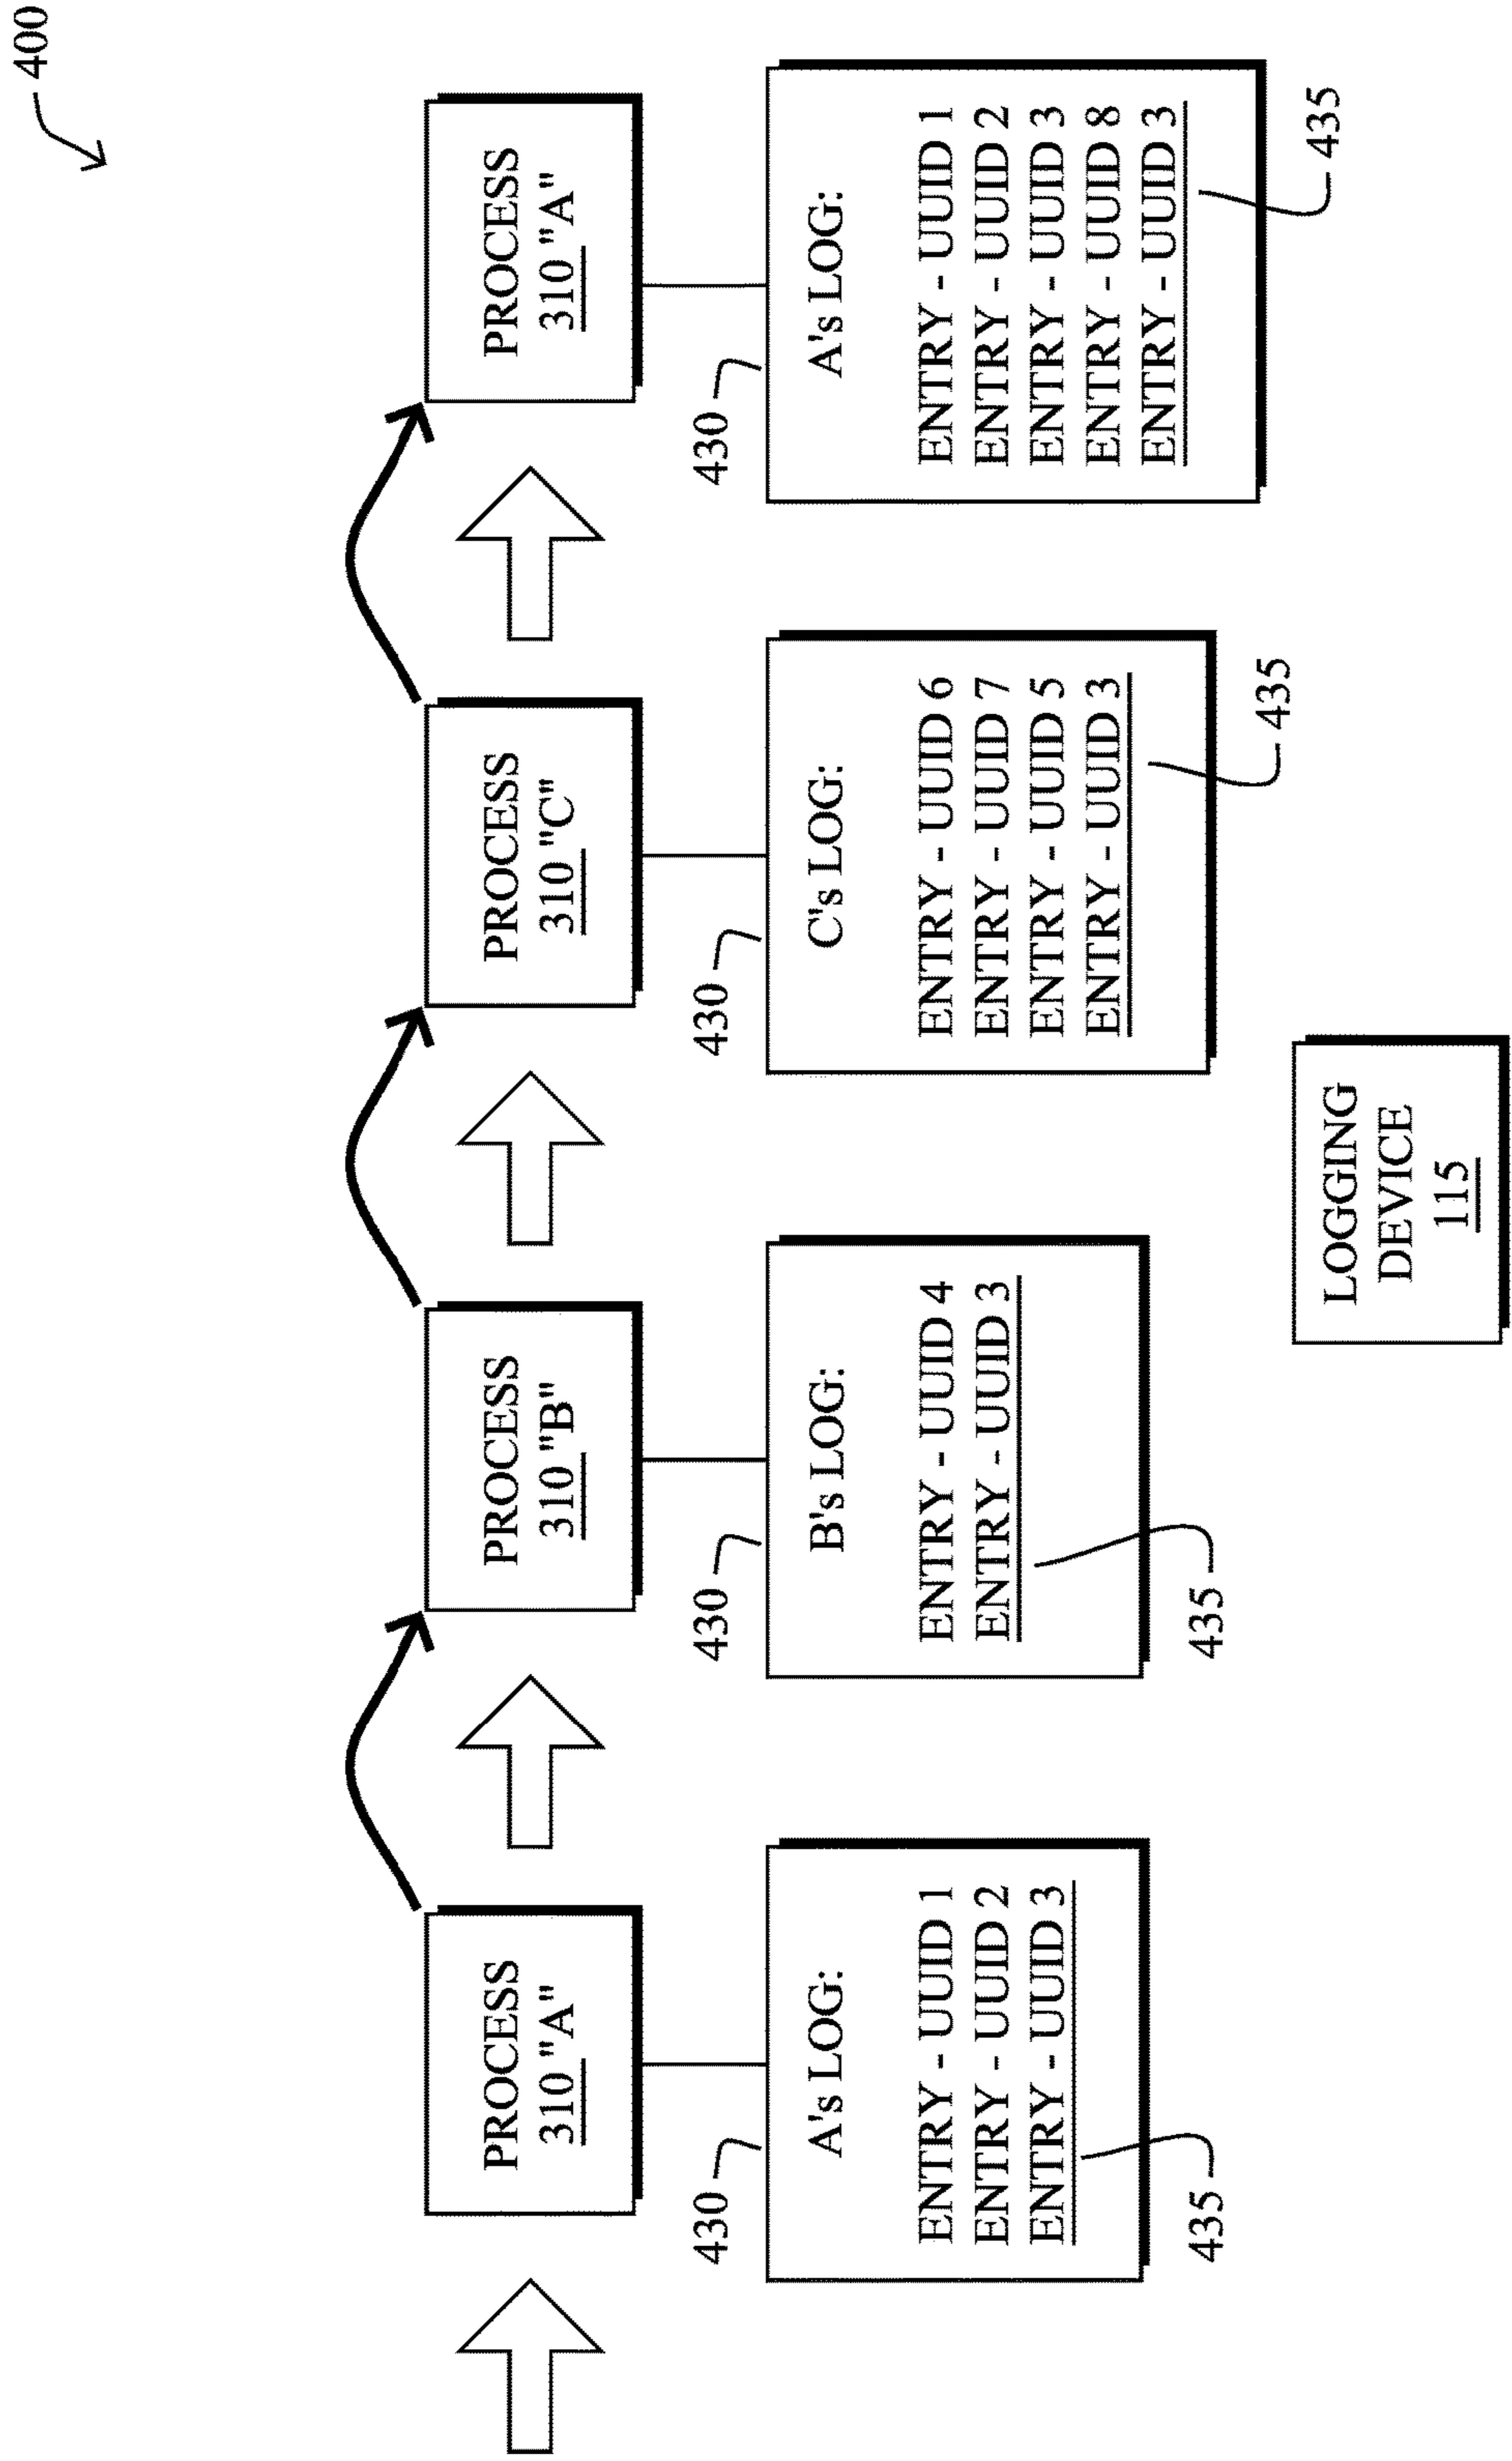 400
PROCESS
310 "A"
PROCESS
310 "B"
PROCESS
310 "C"
PROCESS
310 "A"
430
A's LOG:
ENTRY - UUID 1
ENTRY - UUID 2
ENTRY - UUID 3
435
430
B's LOG:
ENTRY - UUID 4
ENTRY - UUID 3
435
430
C's LOG:
ENTRY - UUID 6
ENTRY - UUID 7
ENTRY - UUID 5
ENTRY - UUID 3
435
430
A's LOG:
ENTRY - UUID 1
ENTRY - UUID 2
ENTRY - UUID 3
ENTRY - UUID 8
ENTRY - UUID 3
435
LOGGING
DEVICE
115